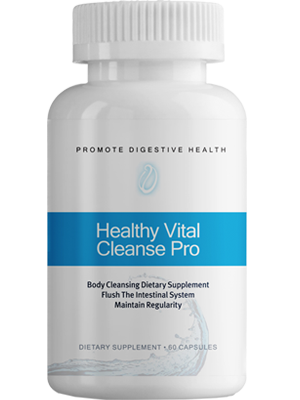 PROMOTE DIGESTIVE HEALTH
Healthy Vital
Cleanse Pro
Body Cleansing Dietary Supplement
Flush The Intestinal System
Maintain Regularity
DIETARY SUPPLEMENT • 60 CAPSULES